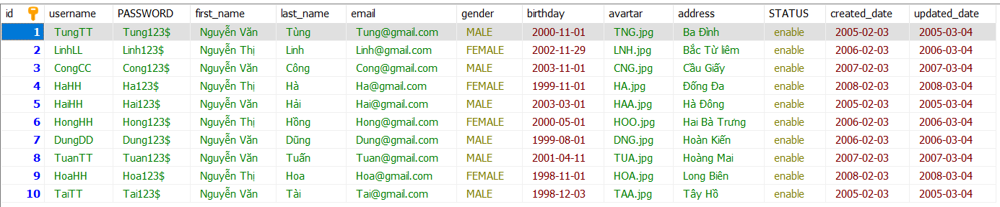 id username PASSWORD first_name last_name email gender birthday avartar address STATUS created_date updated_date
1 TungTT Tung123$ Nguyễn Văn Tùng Tung@gmail.com MALE 2000-11-01 TNG.jpg Ba Đình enable 2005-02-03 2005-03-04
2 LinhLL Linh123$ Nguyễn Thị Linh Linh@gmail.com FEMALE 2002-11-29 LNH.jpg Bắc Từ liêm enable 2006-02-03 2006-03-04
3 CongCC Cong123$ Nguyễn Văn Công Cong@gmail.com MALE 2003-11-01 CNG.jpg Cầu Giấy enable 2007-02-03 2007-03-04
4 HaHH Ha123$ Nguyễn Thị Hà Ha@gmail.com FEMALE 1999-11-01 HA.jpg Đống Đa enable 2008-02-03 2008-03-04
5 HaiHH Hai123$ Nguyễn Văn Hải Hai@gmail.com MALE 2003-03-01 HAA.jpg Hà Đông enable 2005-02-03 2005-03-04
6 HongHH Hong123$ Nguyễn Thị Hồng Hong@gmail.com FEMALE 2000-05-01 HOO.jpg Hai Bà Trưng enable 2006-02-03 2006-03-04
7 DungDD Dung123$ Nguyễn Văn Dũng Dung@gmail.com MALE 1999-08-01 DNG.jpg Hoàn Kiến enable 2006-02-03 2006-03-04
8 TuanTT Tuan123$ Nguyễn Văn Tuấn Tuan@gmail.com MALE 2001-04-11 TUA.jpg Hoàng Mai enable 2007-02-03 2007-03-04
9 HoaHH Hoa123$ Nguyễn Thị Hoa Hoa@gmail.com FEMALE 1998-11-01 HOA.jpg Long Biên enable 2008-02-03 2008-03-04
10 TaiTT Tai123$ Nguyễn Văn Tài Tai@gmail.com MALE 1998-12-03 TAA.jpg Tây Hồ enable 2005-02-03 2005-03-04